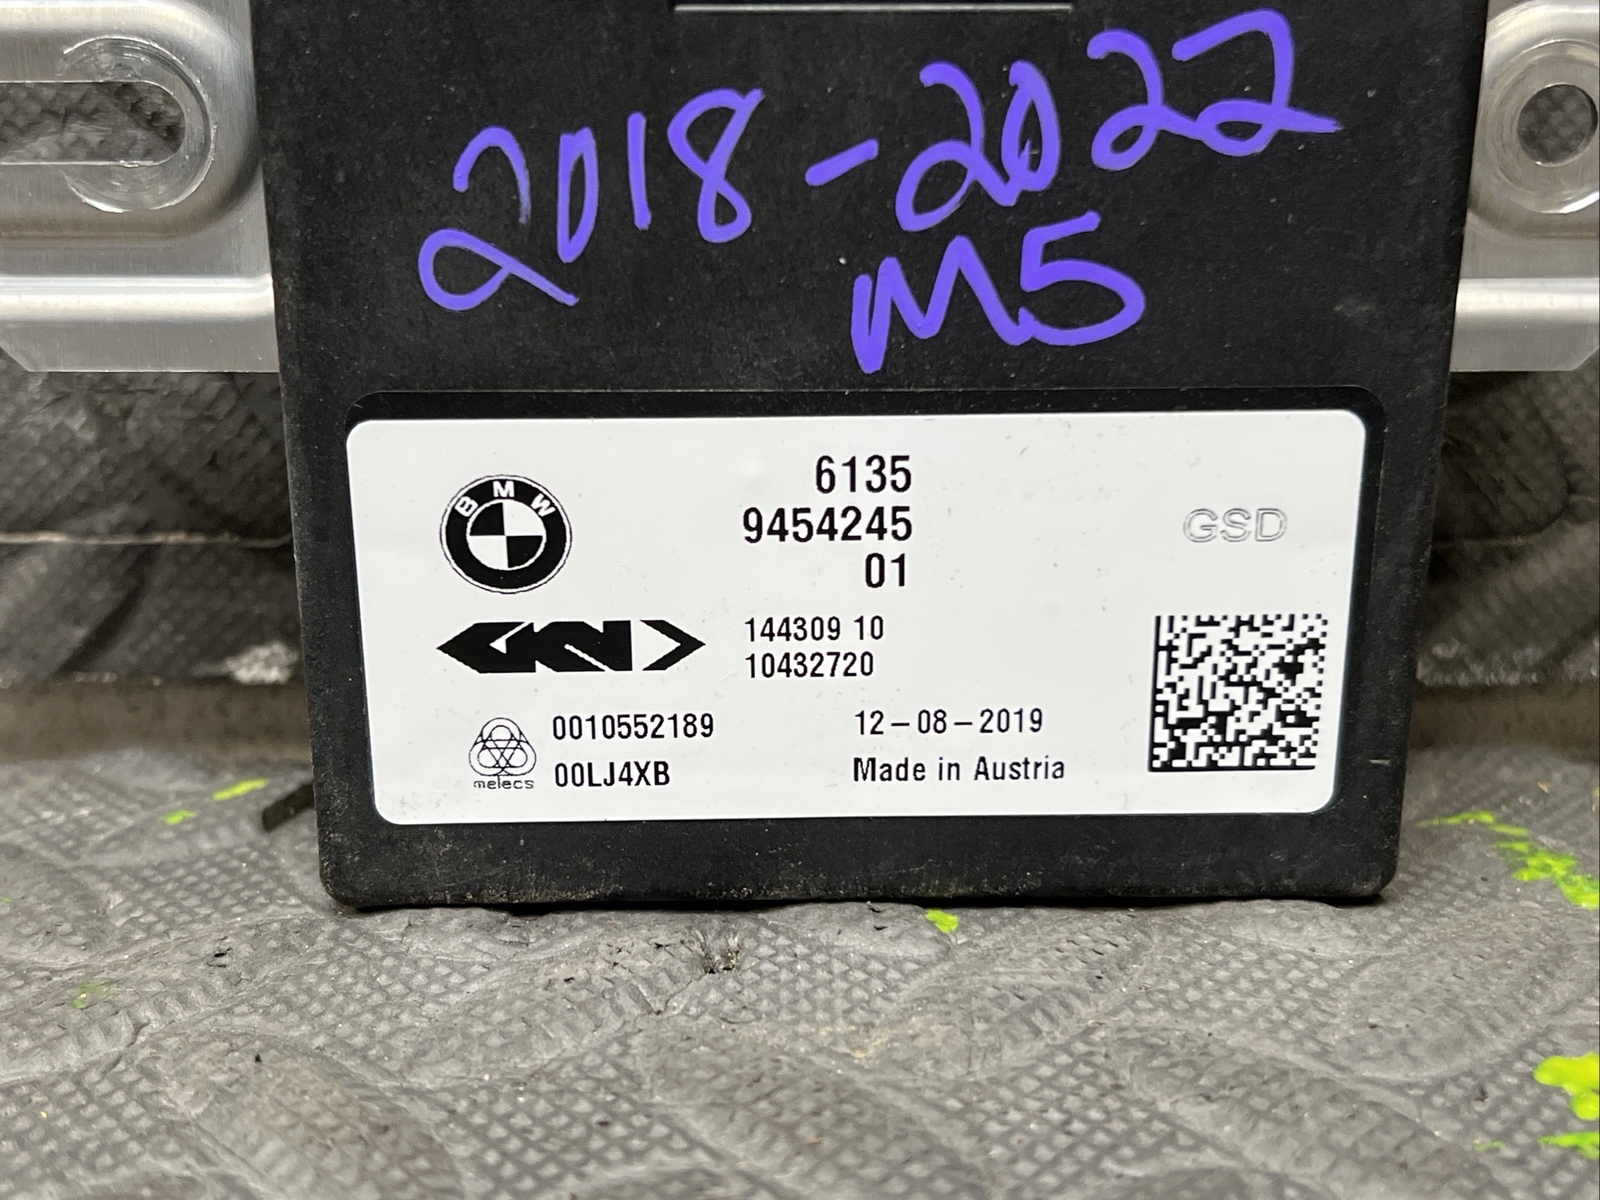 2018-2022
M5
BMW
6135
9454245
01
GSD
GKN
144309 10
10432720
0010552189
12-08-2019
melecs
00LJ4XB
Made in Austria